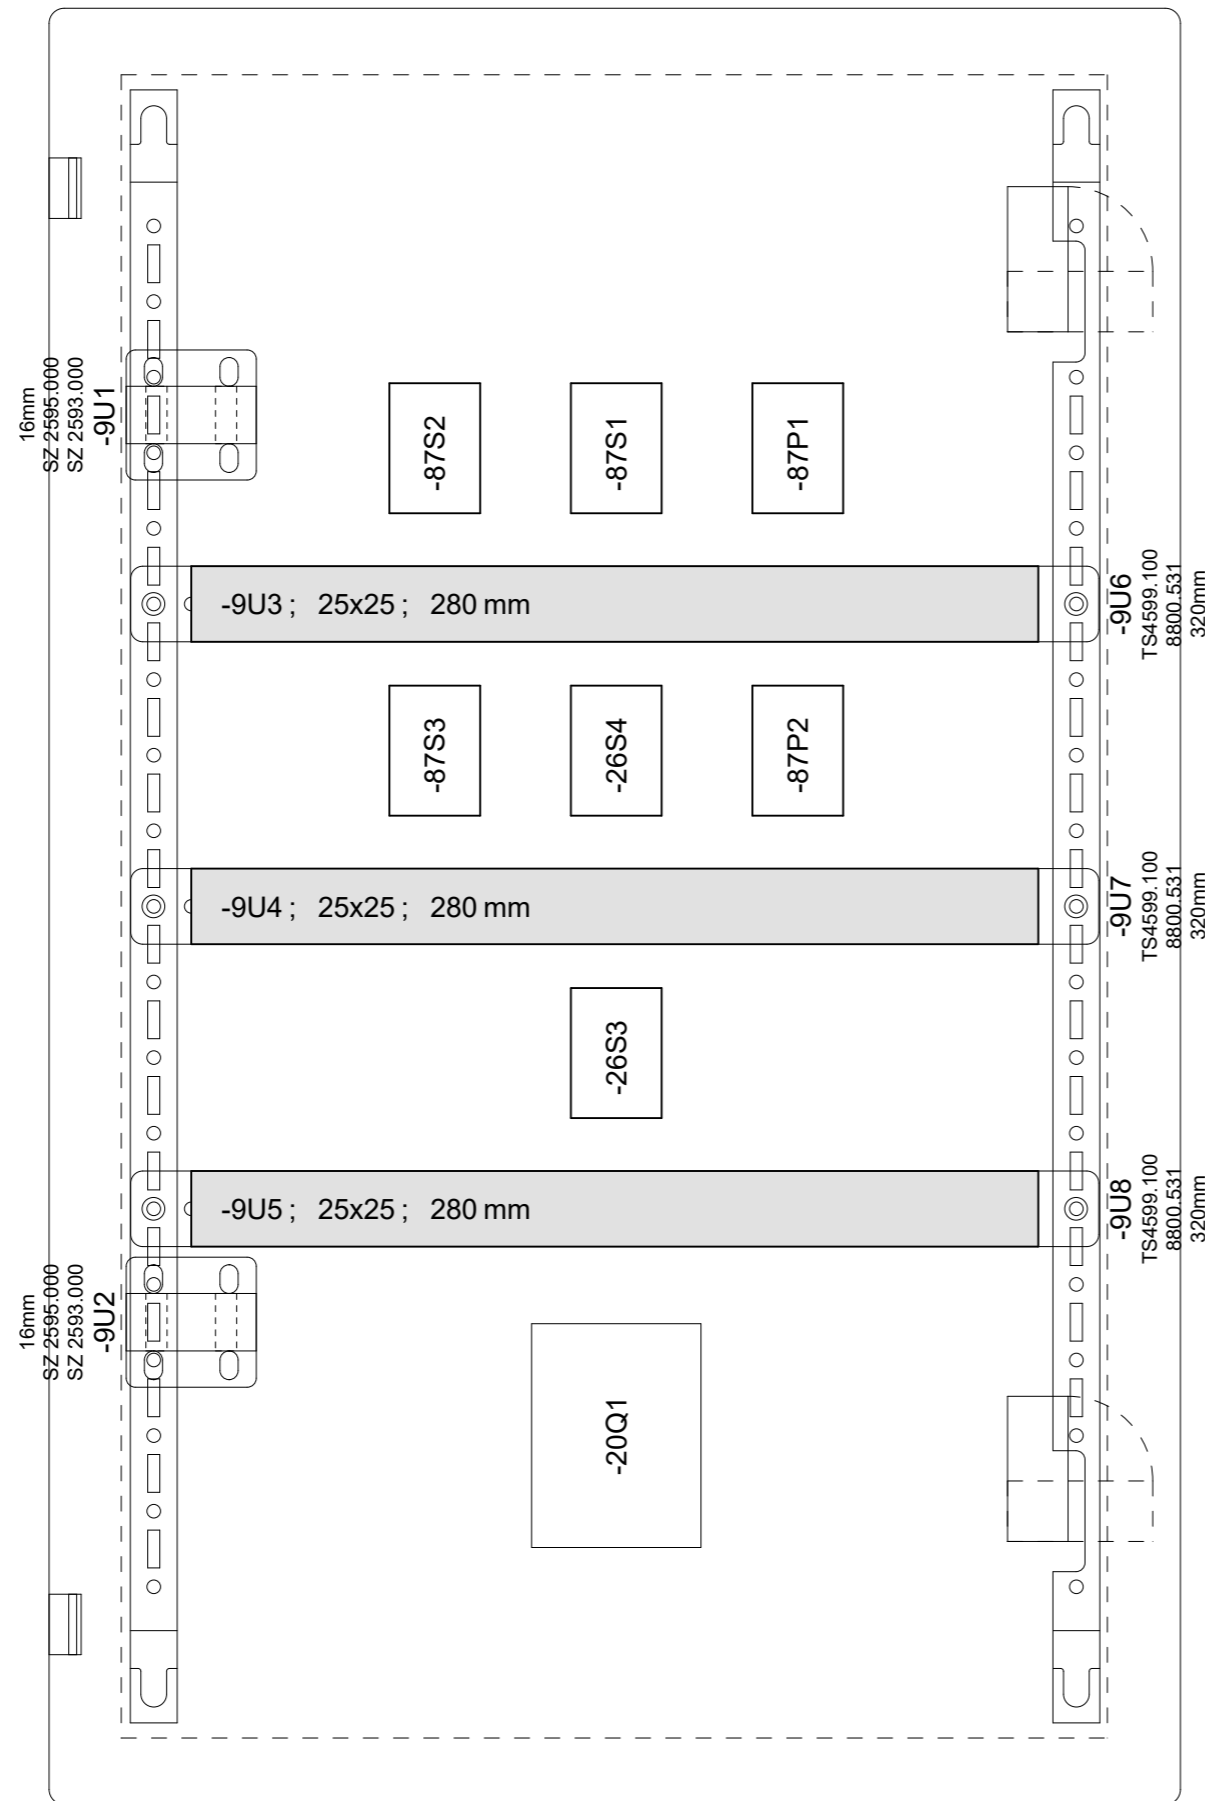 16mm
SZ 2595.000
SZ 2593.000
-9U1
-87S2
-87S1
-87P1
-9U3 ; 25x25 ; 280 mm
-9U6
TS4599.100
8800.531
320mm
-87S3
-26S4
-87P2
-9U4 ; 25x25 ; 280 mm
-9U7
TS4599.100
8800.531
320mm
-26S3
-9U5 ; 25x25 ; 280 mm
-9U8
TS4599.100
8800.531
320mm
16mm
SZ 2595.000
SZ 2593.000
-9U2
-20Q1